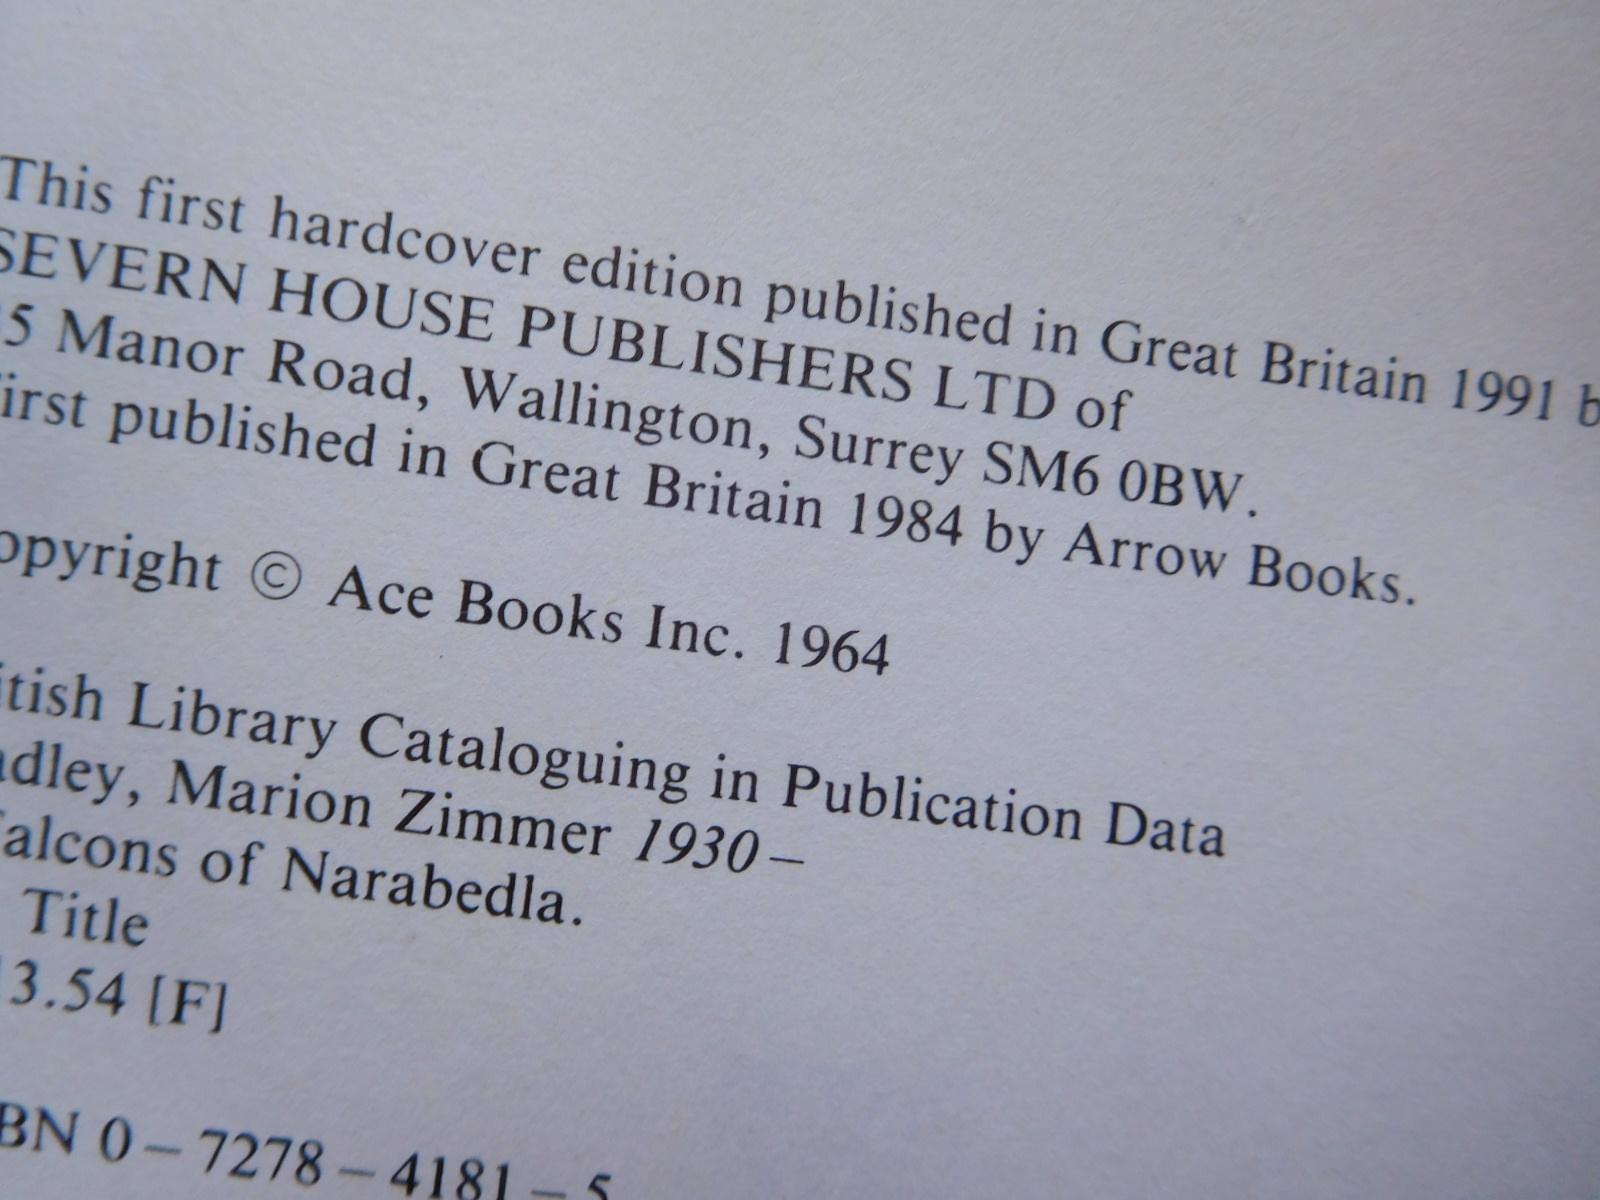 This first hardcover edition published in Great Britain 1991 b
SEVERN HOUSE PUBLISHERS LTD of
5 Manor Road, Wallington, Surrey SM6 0BW.
irst published in Great Britain 1984 by Arrow Books.
opyright © Ace Books Inc. 1964
itish Library Cataloguing in Publication Data
adley, Marion Zimmer 1930–
Falcons of Narabedla.
Title
3.54 [F]
BN 0–7278–4181–5